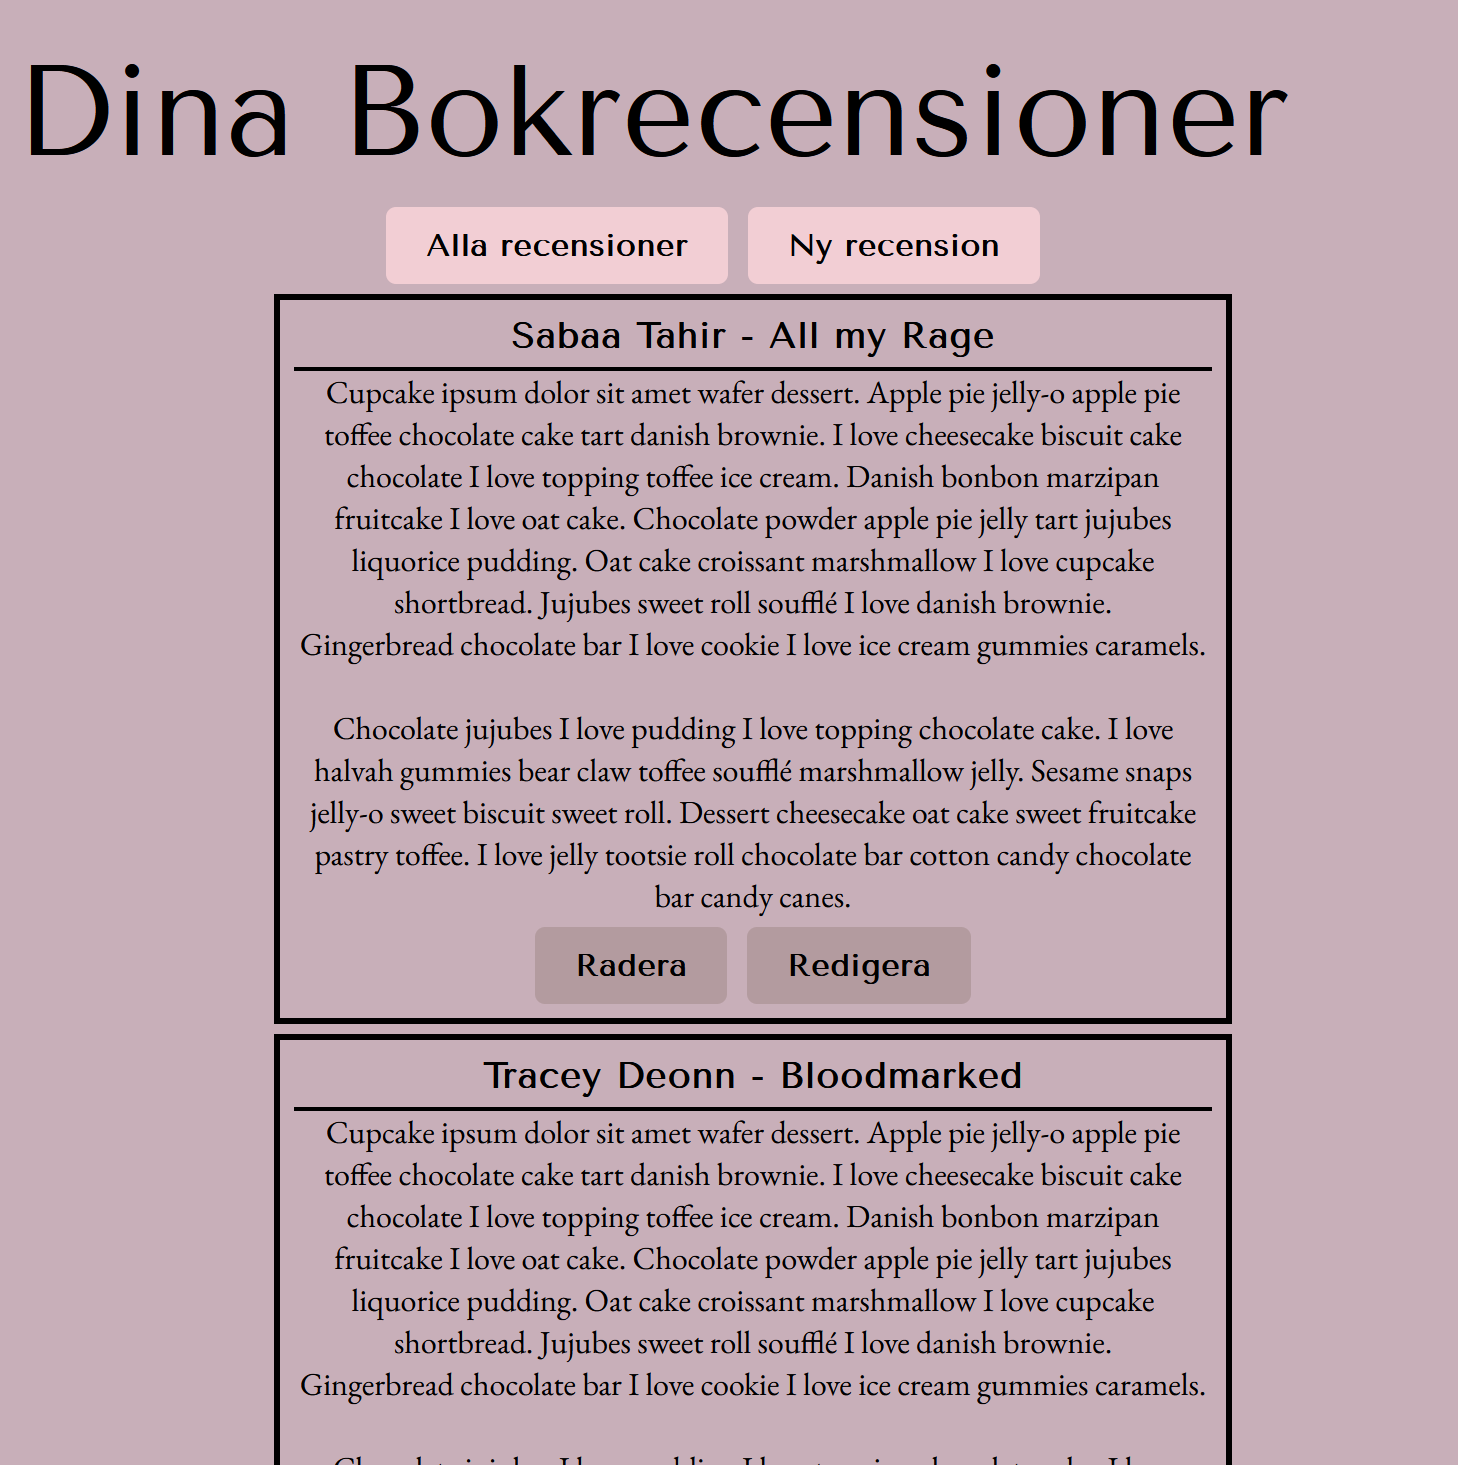 Dina Bokrecensioner
Alla recensioner
Ny recension
Sabaa Tahir - All my Rage
Cupcake ipsum dolor sit amet wafer dessert. Apple pie jelly-o apple pie
toffee chocolate cake tart danish brownie. I love cheesecake biscuit cake
chocolate I love topping toffee ice cream. Danish bonbon marzipan
fruitcake I love oat cake. Chocolate powder apple pie jelly tart jujubes
liquorice pudding. Oat cake croissant marshmallow I love cupcake
shortbread. Jujubes sweet roll soufflé I love danish brownie.
Gingerbread chocolate bar I love cookie I love ice cream gummies caramels.
Chocolate jujubes I love pudding I love topping chocolate cake. I love
halvah gummies bear claw toffee soufflé marshmallow jelly. Sesame snaps
jelly-o sweet biscuit sweet roll. Dessert cheesecake oat cake sweet fruitcake
pastry toffee. I love jelly tootsie roll chocolate bar cotton candy chocolate
bar candy canes.
Radera
Redigera
Tracey Deonn - Bloodmarked
Cupcake ipsum dolor sit amet wafer dessert. Apple pie jelly-o apple pie
toffee chocolate cake tart danish brownie. I love cheesecake biscuit cake
chocolate I love topping toffee ice cream. Danish bonbon marzipan
fruitcake I love oat cake. Chocolate powder apple pie jelly tart jujubes
liquorice pudding. Oat cake croissant marshmallow I love cupcake
shortbread. Jujubes sweet roll soufflé I love danish brownie.
Gingerbread chocolate bar I love cookie I love ice cream gummies caramels.